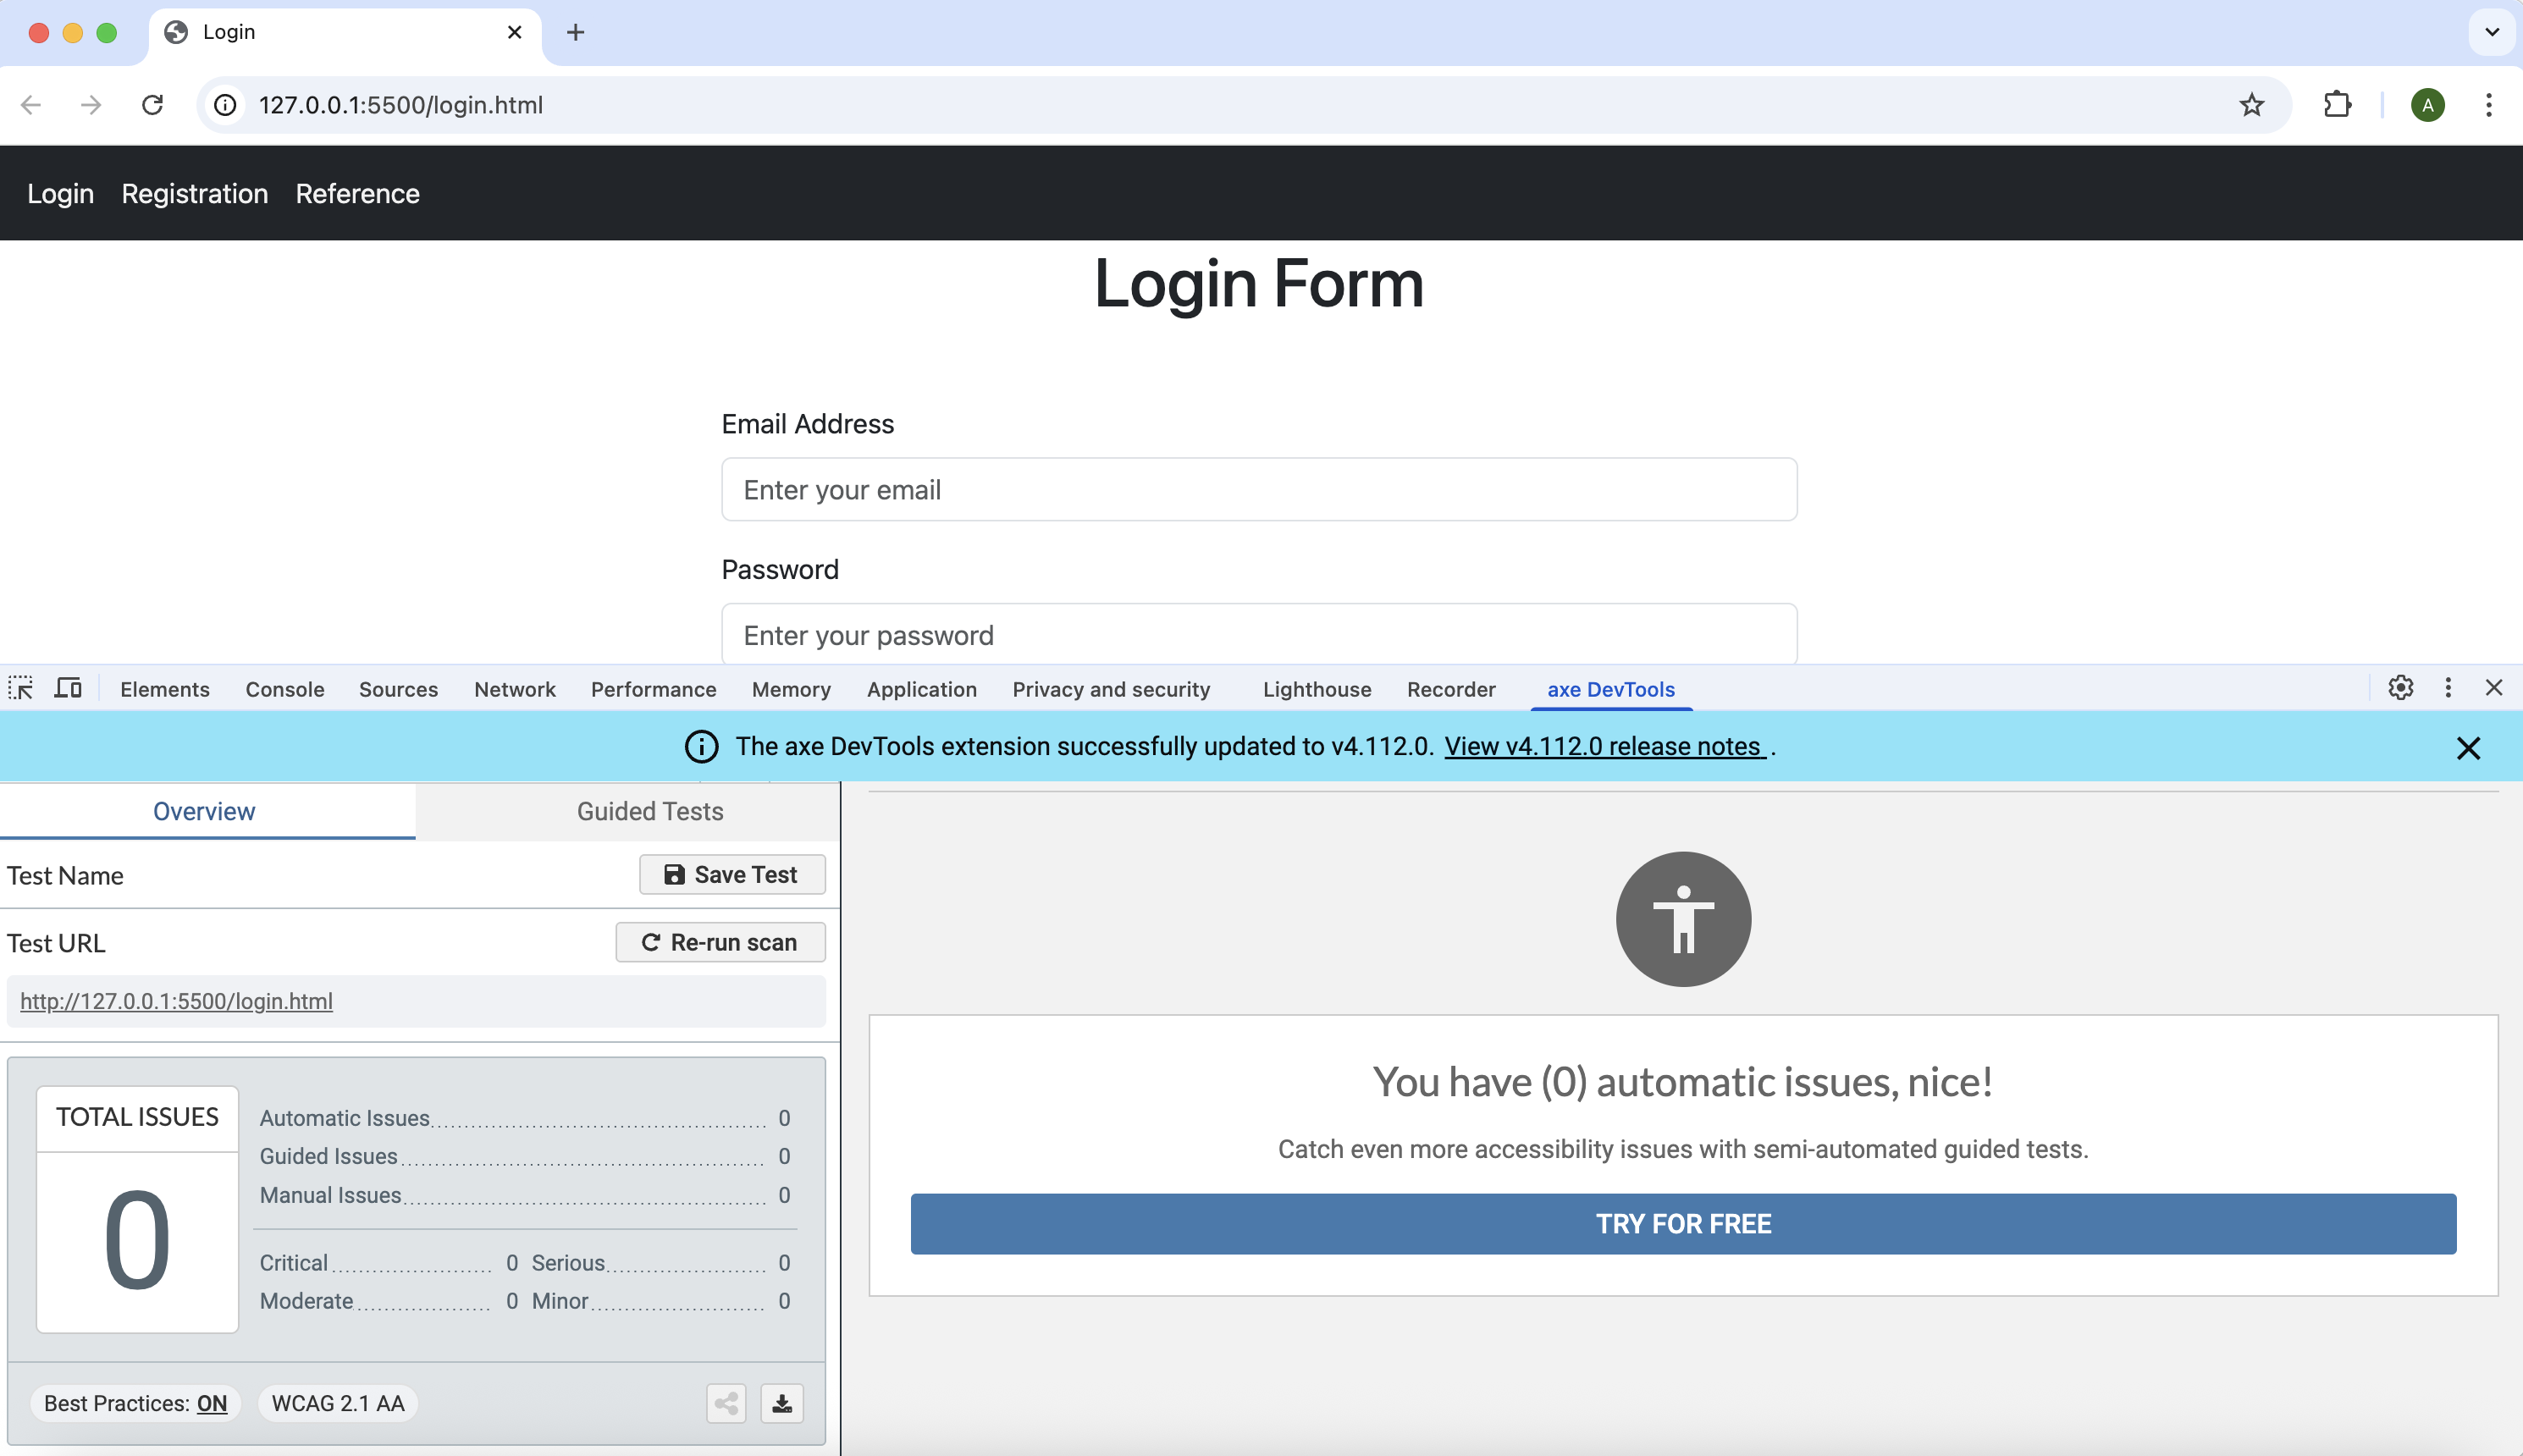 Login
127.0.0.1:5500/login.html
A
Login Registration Reference
Login Form
Email Address
Enter your email
Password
Enter your password
Elements Console Sources Network Performance Memory Application Privacy and security Lighthouse Recorder axe DevTools
The axe DevTools extension successfully updated to v4.112.0. View v4.112.0 release notes .
Overview Guided Tests
Test Name Save Test
Test URL Re-run scan
http://127.0.0.1:5500/login.html
TOTAL ISSUES
0
Automatic Issues 0
Guided Issues 0
Manual Issues 0
Critical 0 Serious 0
Moderate 0 Minor 0
Best Practices: ON WCAG 2.1 AA
You have (0) automatic issues, nice!
Catch even more accessibility issues with semi-automated guided tests.
TRY FOR FREE